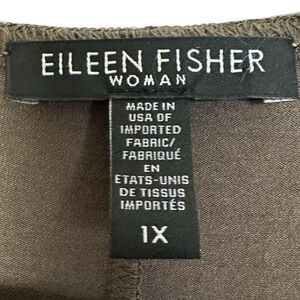 EILEEN FISHER
WOMAN
MADE IN
USA OF
IMPORTED
FABRIC/
FABRIQUÉ
EN
ETATS-UNIS
DE TISSUS
IMPORTÉS
1X